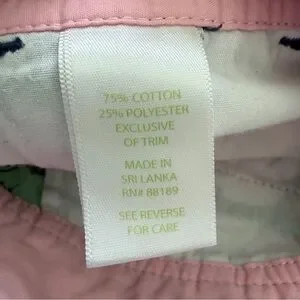 75% COTTON
25% POLYESTER
EXCLUSIVE
OF TRIM
MADE IN
SRI LANKA
RN# 88189
SEE REVERSE
FOR CARE